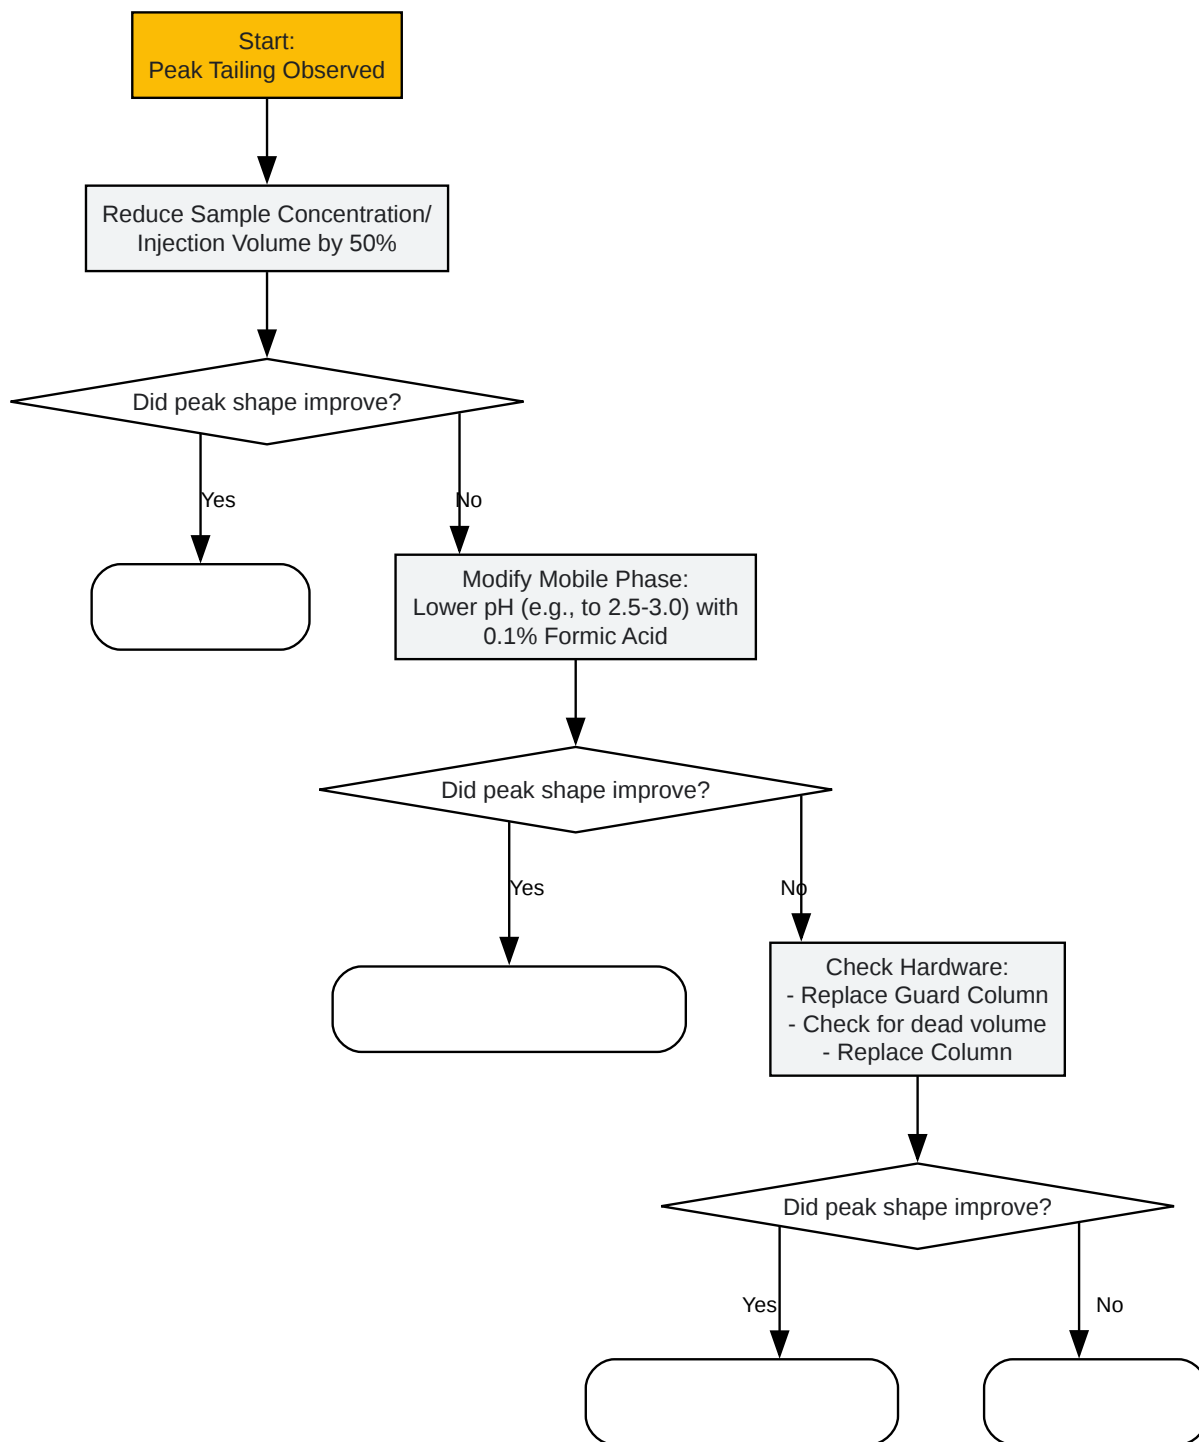 Start:
Peak Tailing Observed
Reduce Sample Concentration/
Injection Volume by 50%
Did peak shape improve?
Yes
No
Modify Mobile Phase:
Lower pH (e.g., to 2.5-3.0) with
0.1% Formic Acid
Did peak shape improve?
Yes
No
Check Hardware:
- Replace Guard Column
- Check for dead volume
- Replace Column
Did peak shape improve?
Yes
No